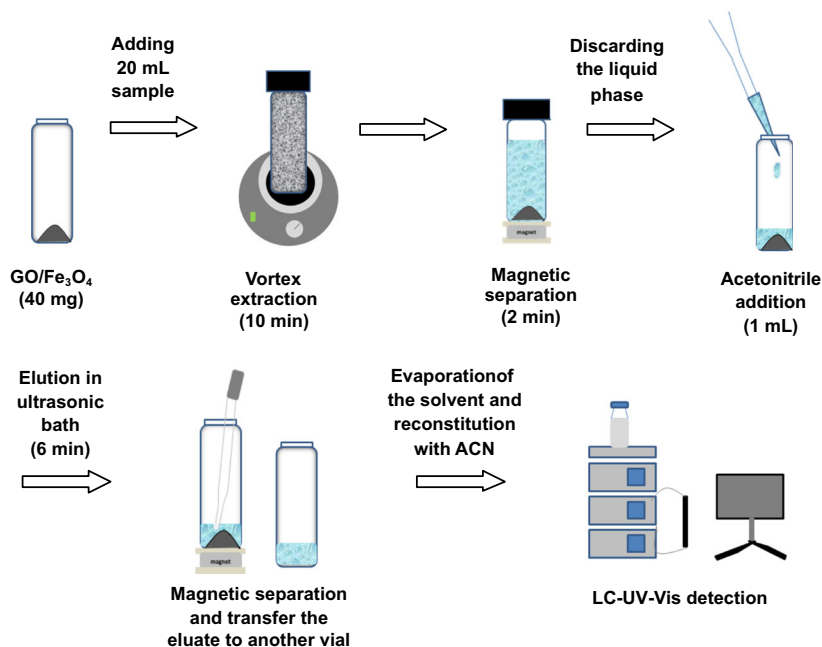 Adding
20 mL
sample
Discarding
the liquid
phase
magnet
GO/Fe₃O₄
(40 mg)
Vortex
extraction
(10 min)
Magnetic
separation
(2 min)
Acetonitrile
addition
(1 mL)
Elution in
ultrasonic
bath
(6 min)
Evaporationof
the solvent and
reconstitution
with ACN
magnet
Magnetic separation
and transfer the
eluate to another vial
LC-UV-Vis detection